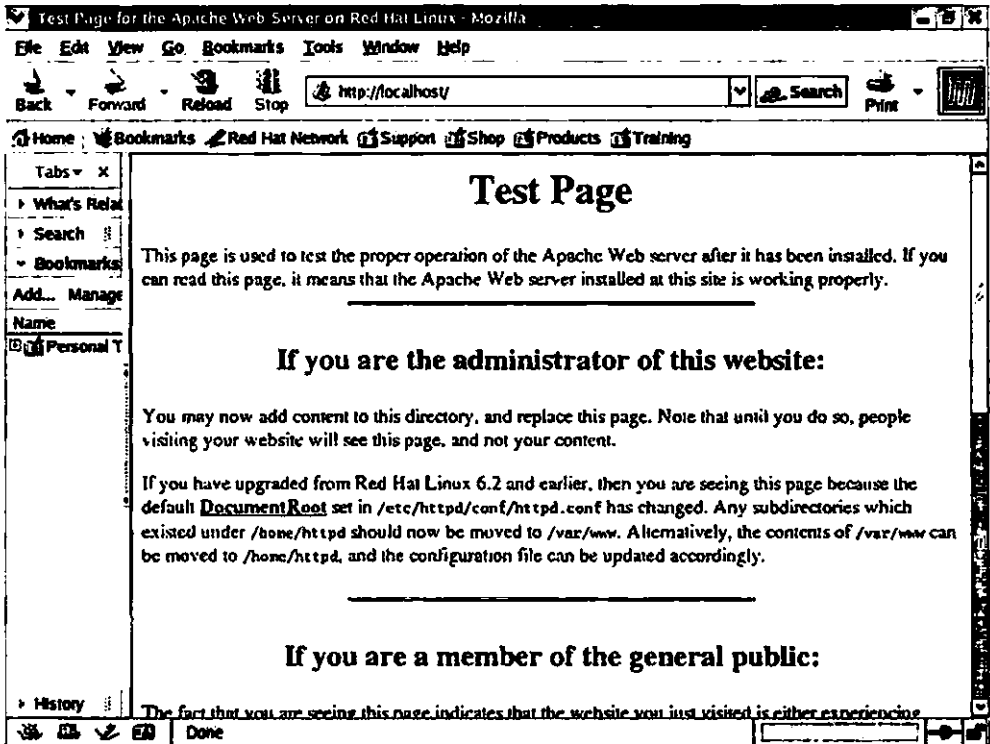 Test Page for the Apache Web Server on Red Hat Linux - Mozilla
File Edit View Go Bookmarks Tools Window Help
Back Forward Reload Stop http://localhost/ Search Print
Home Bookmarks Red Hat Network Support Shop Products Training
Tabs x
What's Relat
Search
Bookmarks
Add... Manage
Name
Personal T
History
Test Page
This page is used to test the proper operation of the Apache Web server after it has been installed. If you
can read this page, it means that the Apache Web server installed at this site is working properly.
If you are the administrator of this website:
You may now add content to this directory, and replace this page. Note that until you do so, people
visiting your website will see this page, and not your content.
If you have upgraded from Red Hat Linux 6.2 and earlier, then you are seeing this page because the
default DocumentRoot set in /etc/httpd/conf/httpd.conf has changed. Any subdirectories which
existed under /home/httpd should now be moved to /var/www. Alternatively, the contents of /var/www can
be moved to /home/httpd, and the configuration file can be updated accordingly.
If you are a member of the general public:
The fact that you are seeing this page indicates that the website you just visited is either experiencing
Done